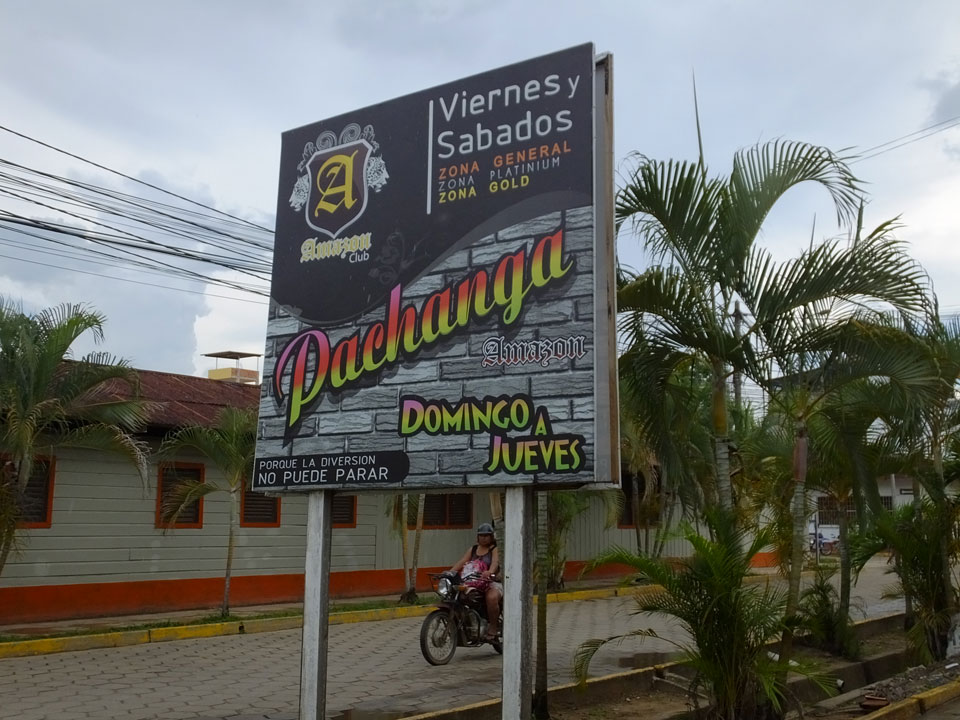 Viernes y
Sabados
ZONA GENERAL
ZONA PLATINIUM
ZONA GOLD
A
Amazon
Club
Pachanga
Amazon
DOMINGO A
JUEVES
PORQUE LA DIVERSION
NO PUEDE PARAR